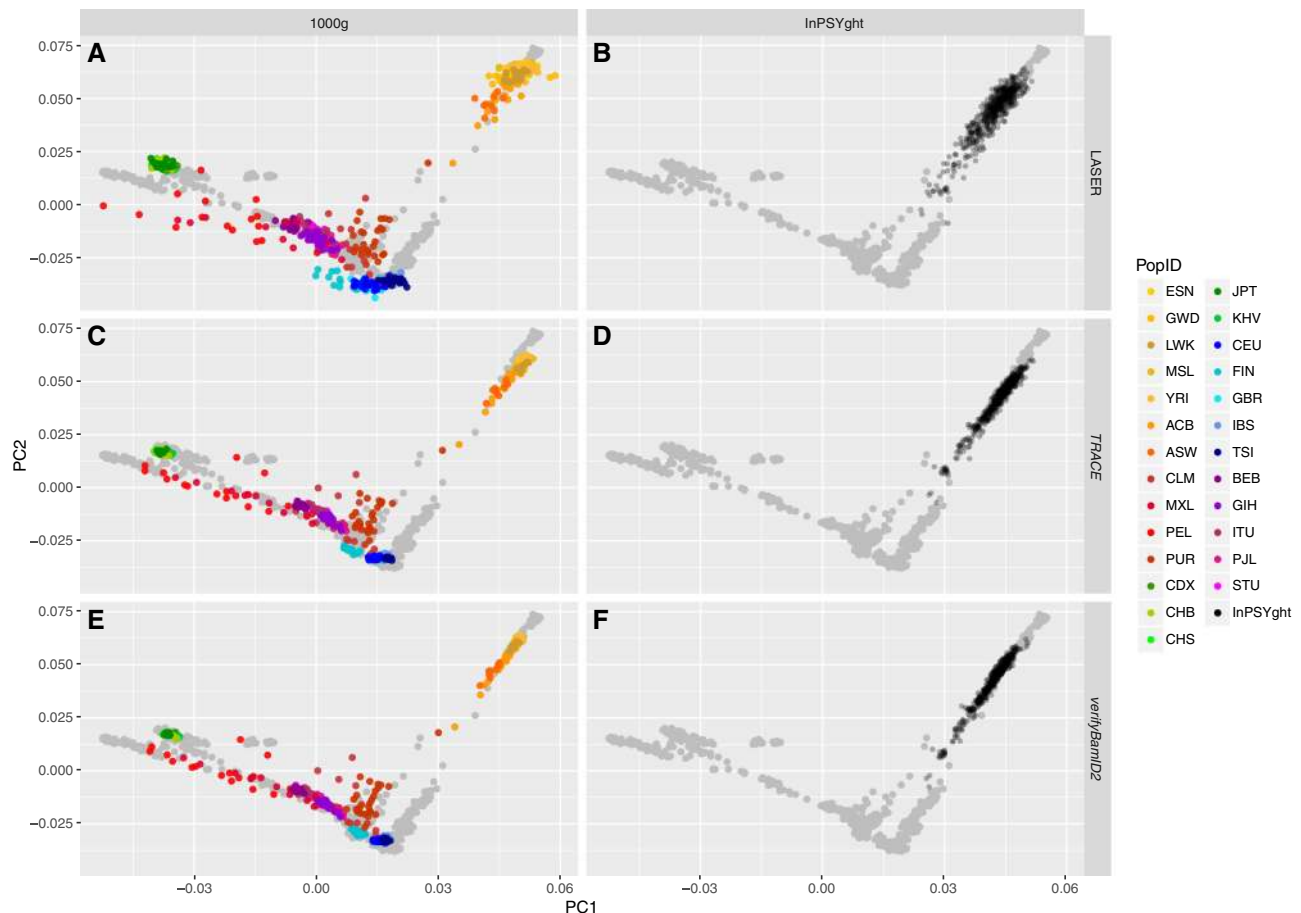 1000g InPSYght
A B
0.075
0.050
0.025
0.000
−0.025
LASER
C D
0.075
0.050
0.025
0.000
−0.025
TRACE
E F
0.075
0.050
0.025
0.000
−0.025
verifyBamID2
PC2
−0.03 0.00 0.03 0.06 −0.03 0.00 0.03 0.06
PC1
PopID
ESN JPT
GWD KHV
LWK CEU
MSL FIN
YRI GBR
ACB IBS
ASW TSI
CLM BEB
MXL GIH
PEL ITU
PUR PJL
CDX STU
CHB InPSYght
CHS